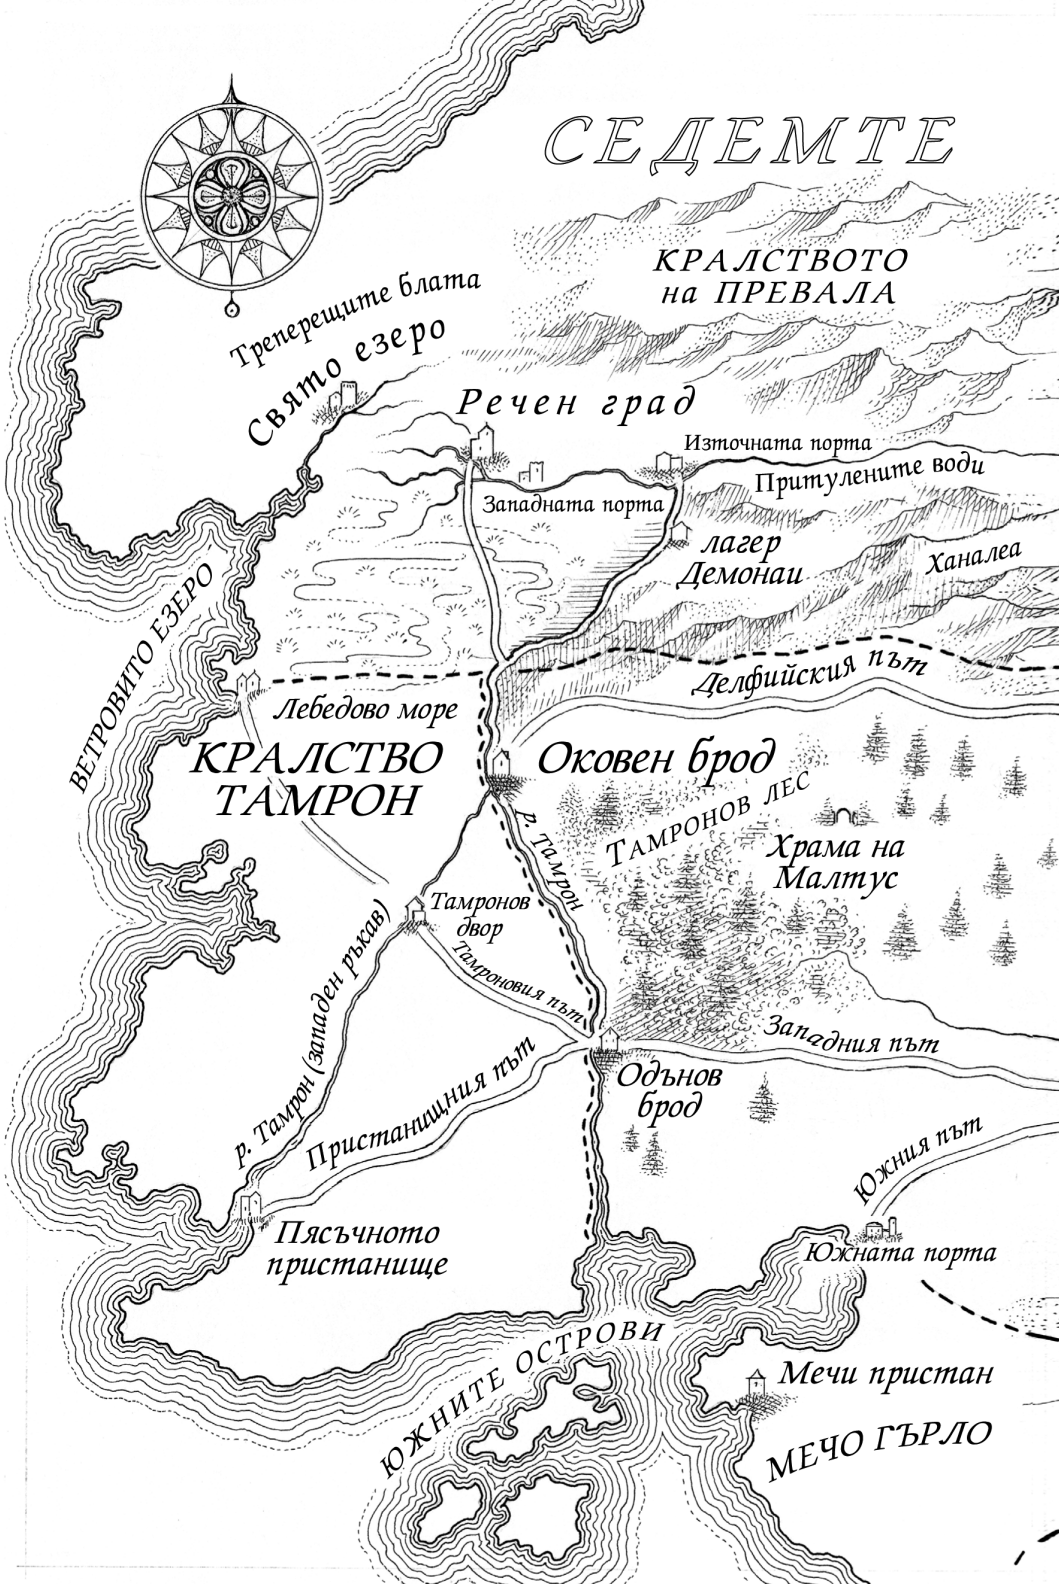 СЕДЕМТЕ
КРАЛСТВОТО
на ПРЕВАЛА
Треперещите блата
Свято езеро
Речен град
Източната порта
Притулените води
Западната порта
лагер
Демонаи
Ханалеа
ВЕТРОВИТО ЕЗЕРО
Делфийския път
Лебедово море
КРАЛСТВО
ТАМРОН
Оковен брод
ТАМРОНОВ ЛЕС
р. Тамрон
Храма на
Малтус
Тамронов
двор
Тамроновия път
р. Тамрон (западен ръкав)
Западния път
Пристанищния път
Одънов
брод
Южния път
Пясъчното
пристанище
Южната порта
ЮЖНИТЕ ОСТРОВИ
Мечи пристан
МЕЧО ГЪРЛО